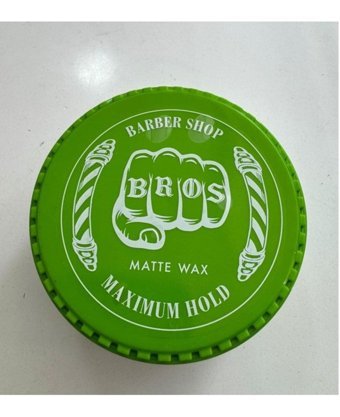 BARBER SHOP
BROS
MATTE WAX
MAXIMUM HOLD